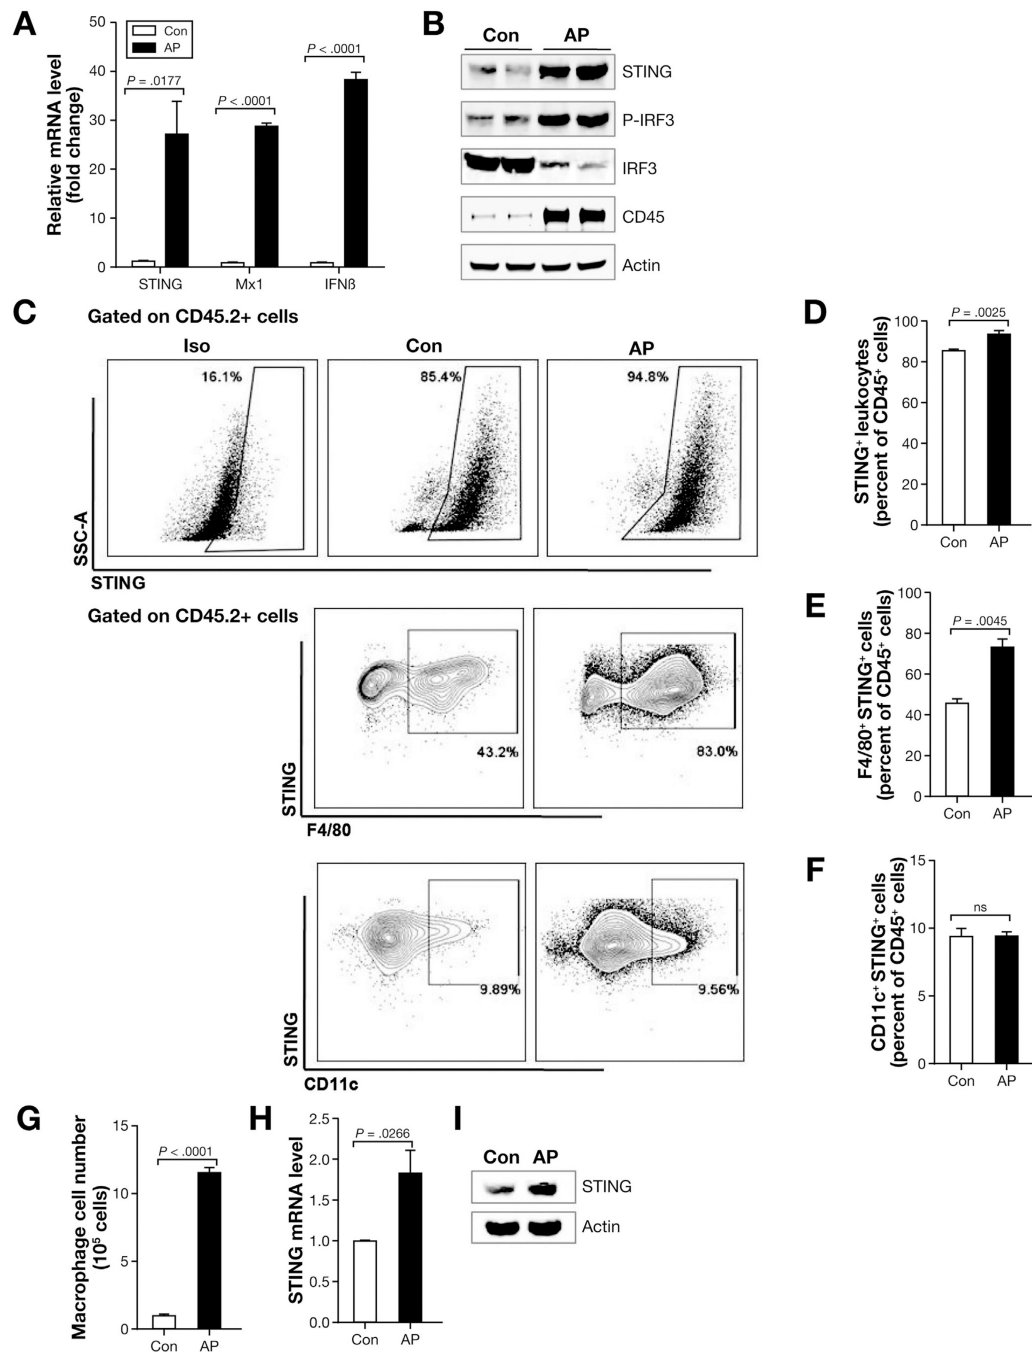 A
Relative mRNA level
(fold change)
50
40
30
20
10
0
Con
AP
P = .0177
P < .0001
P < .0001
STING
Mx1
IFNß
B
Con
AP
STING
P-IRF3
IRF3
CD45
Actin
C
Gated on CD45.2+ cells
Iso
Con
AP
16.1%
85.4%
94.8%
SSC-A
STING
Gated on CD45.2+ cells
43.2%
83.0%
STING
F4/80
9.89%
9.56%
STING
CD11c
D
STING+ leukocytes
(percent of CD45+ cells)
100
80
60
40
20
0
P = .0025
Con
AP
E
F4/80+ STING+ cells
(percent of CD45+ cells)
100
80
60
40
20
0
P = .0045
Con
AP
F
CD11c+ STING+ cells
(percent of CD45+ cells)
15
10
5
0
ns
Con
AP
G
Macrophage cell number
(10⁵ cells)
15
10
5
0
P < .0001
Con
AP
H
STING mRNA level
2.5
2.0
1.5
1.0
0.5
0.0
P = .0266
Con
AP
I
Con
AP
STING
Actin